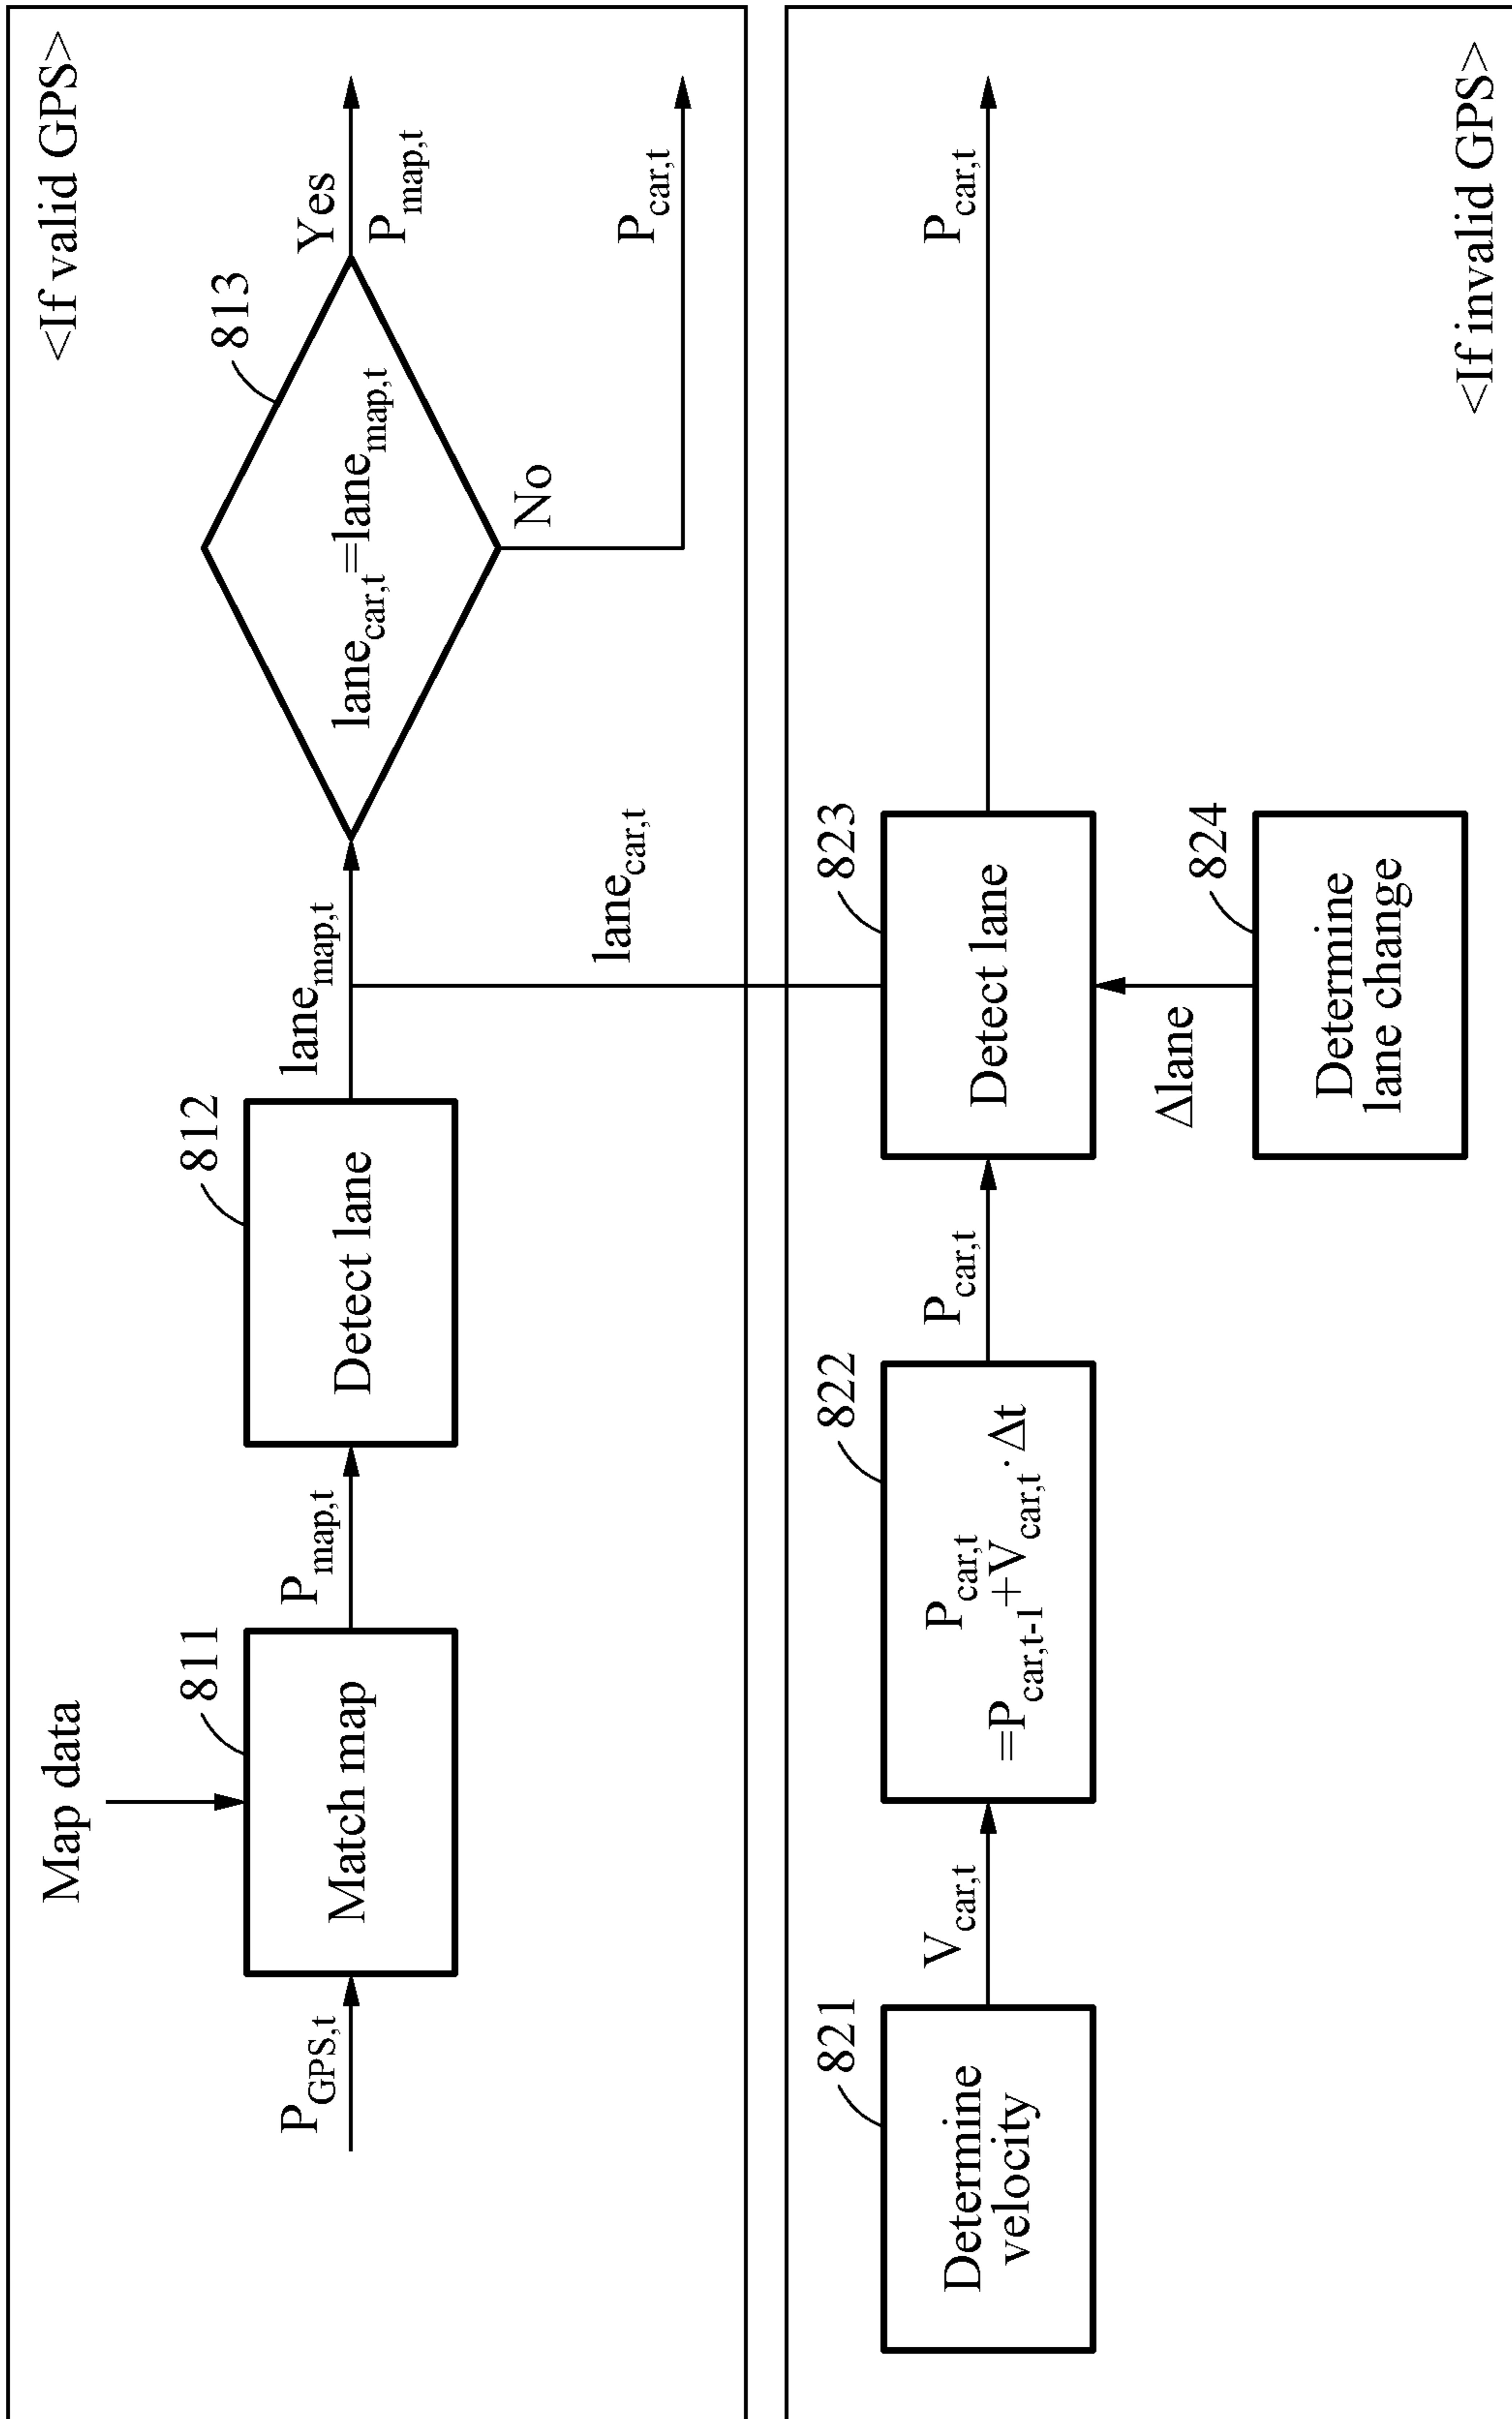 <If valid GPS>
Map data
P_GPS,t
811
Match map
P_map,t
812
Detect lane
lane_map,t
813
lane_car,t=lane_map,t
Yes
P_map,t
No
P_car,t
lane_car,t
821
Determine
velocity
V_car,t
822
P_car,t
=P_car,t-1+V_car,t·Δt
P_car,t
823
Detect lane
P_car,t
Δlane
824
Determine
lane change
<If invalid GPS>